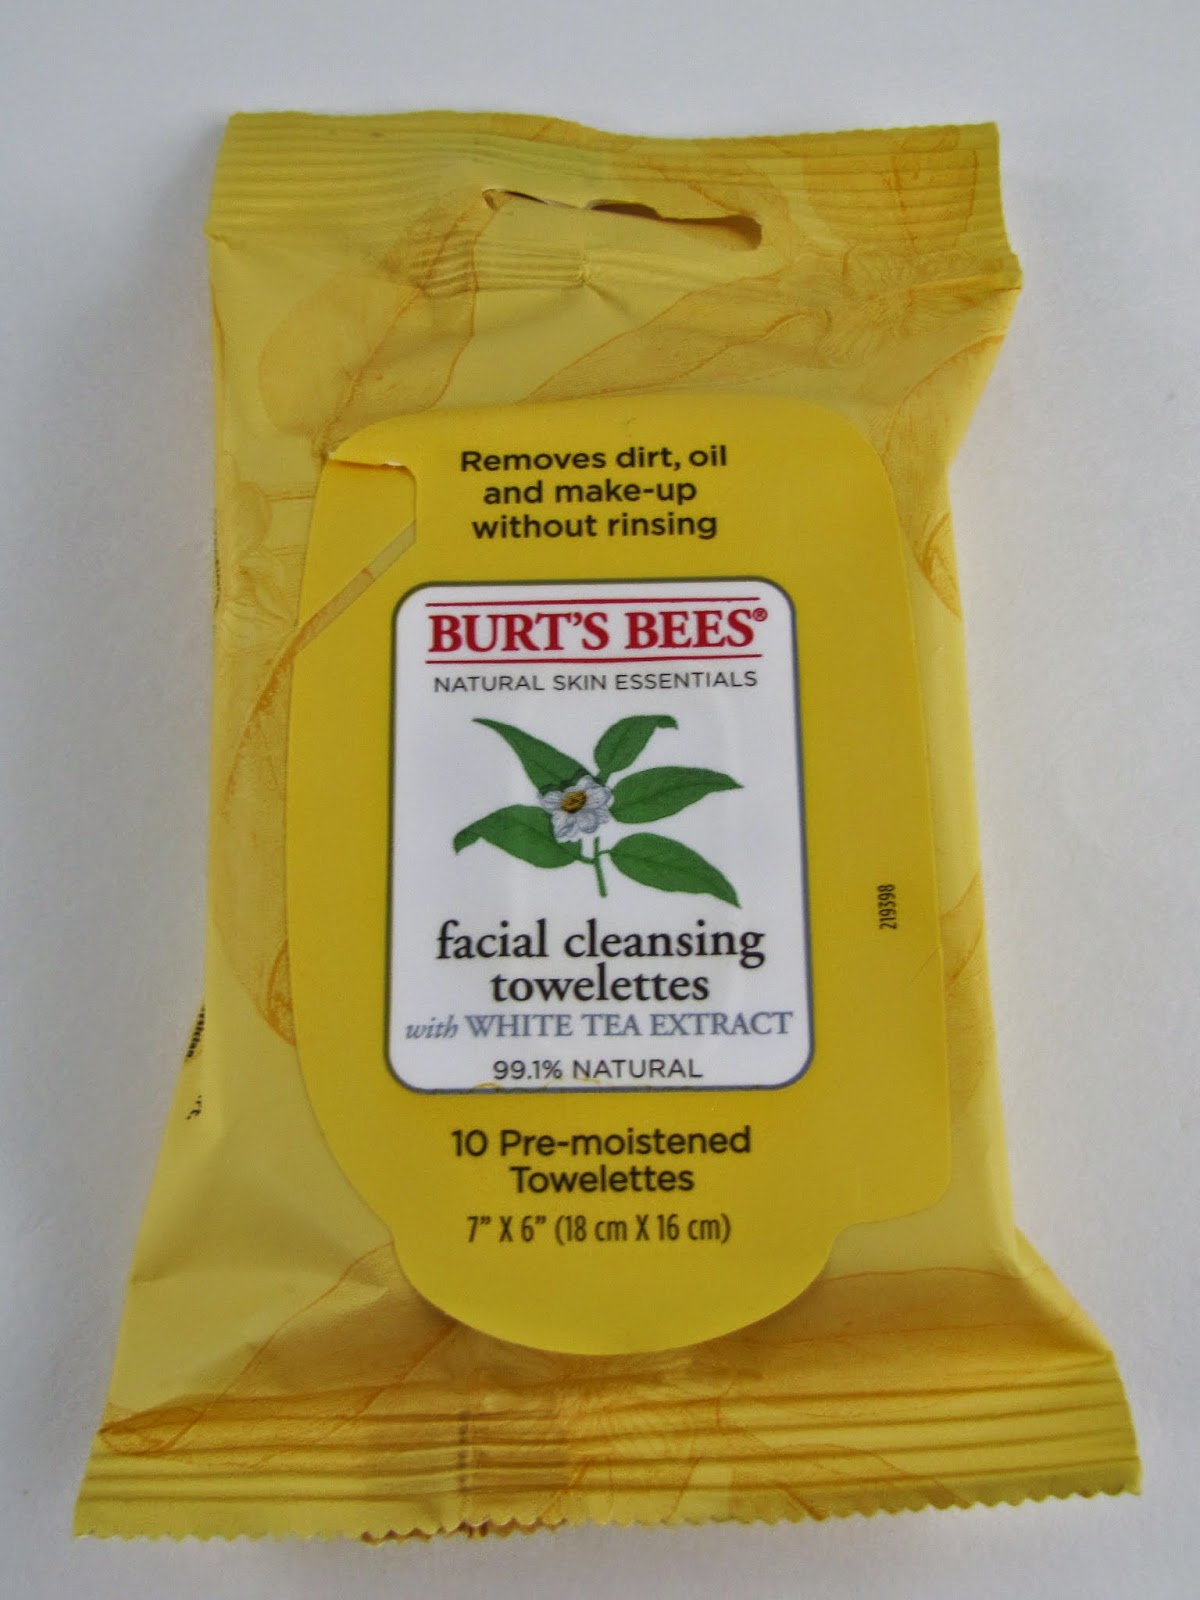 Removes dirt, oil
and make-up
without rinsing
BURT'S BEES®
NATURAL SKIN ESSENTIALS
facial cleansing
towelettes
with WHITE TEA EXTRACT
99.1% NATURAL
219398
10 Pre-moistened
Towelettes
7” X 6” (18 cm X 16 cm)